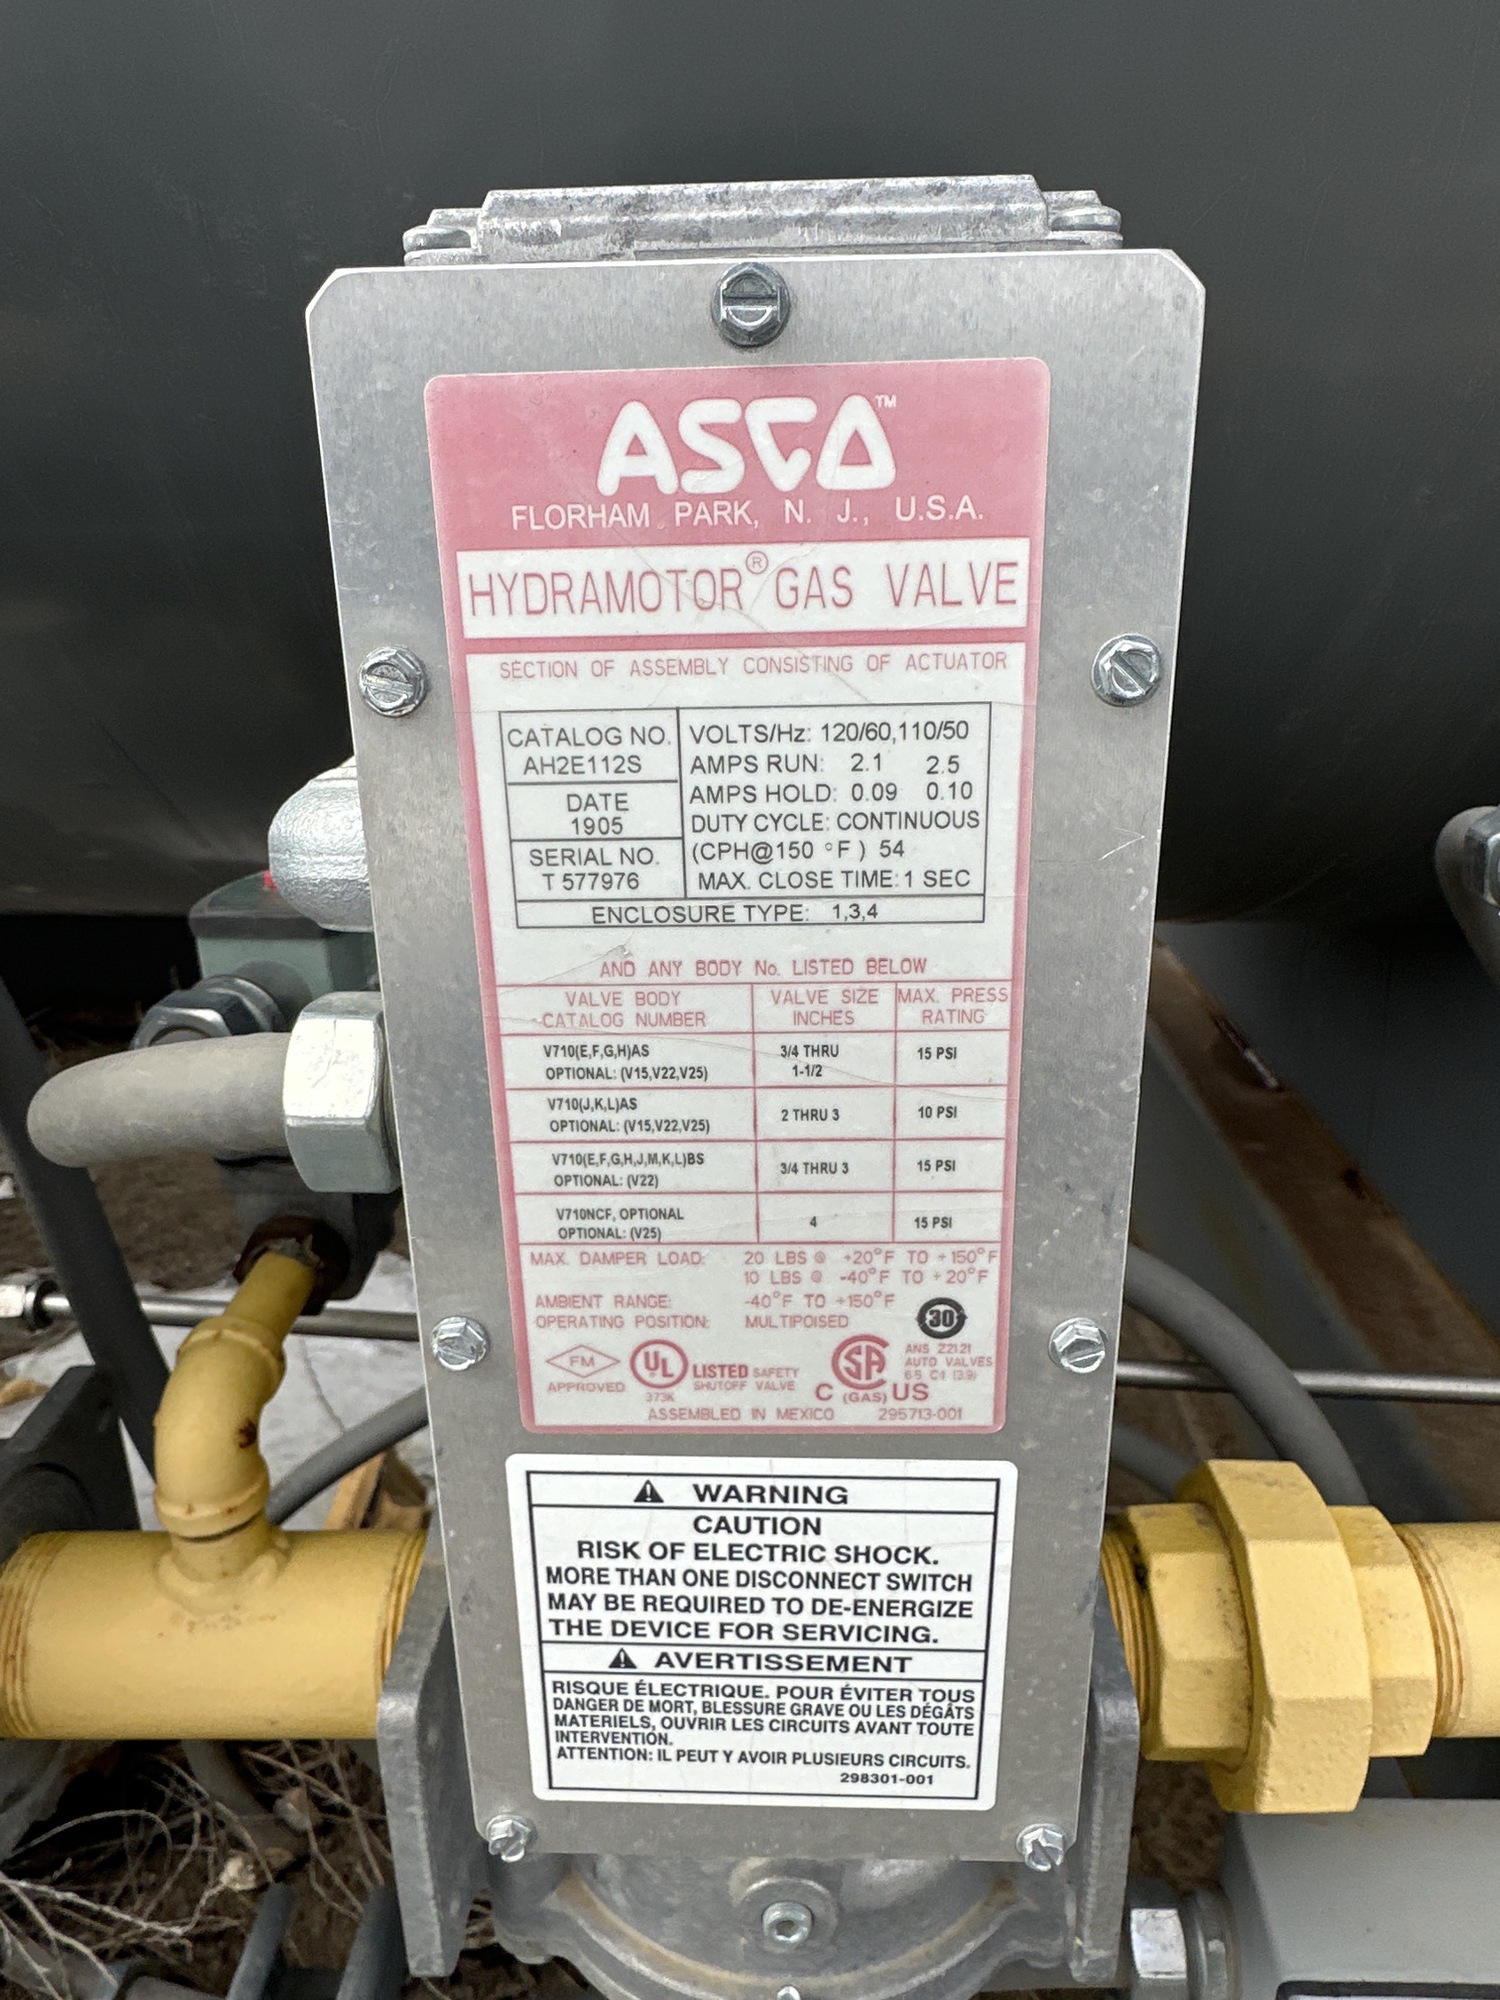 ASCO™
FLORHAM PARK, N. J., U.S.A.
HYDRAMOTOR® GAS VALVE
SECTION OF ASSEMBLY CONSISTING OF ACTUATOR
CATALOG NO.
AH2E112S
DATE
1905
SERIAL NO.
T 577976
VOLTS/Hz: 120/60,110/50
AMPS RUN: 2.1 2.5
AMPS HOLD: 0.09 0.10
DUTY CYCLE: CONTINUOUS
(CPH@150 °F ) 54
MAX. CLOSE TIME: 1 SEC
ENCLOSURE TYPE: 1,3,4
AND ANY BODY No. LISTED BELOW
VALVE BODY
CATALOG NUMBER
VALVE SIZE
INCHES
MAX. PRESS
RATING
V710(E,F,G,H)AS
OPTIONAL: (V15,V22,V25)
3/4 THRU
1-1/2
15 PSI
V710(J,K,L)AS
OPTIONAL: (V15,V22,V25)
2 THRU 3
10 PSI
V710(E,F,G,H,J,M,K,L)BS
OPTIONAL: (V22)
3/4 THRU 3
15 PSI
V710NCF, OPTIONAL
OPTIONAL: (V25)
4
15 PSI
MAX. DAMPER LOAD: 20 LBS @ +20°F TO +150°F
10 LBS @ -40°F TO +20°F
AMBIENT RANGE: -40°F TO +150°F
OPERATING POSITION: MULTIPOISED
30
FM
APPROVED
UL
373K
LISTED SAFETY
SHUTOFF VALVE
C SA US
(GAS)
ANS Z21.21
AUTO VALVES
6.5 C1 (3.9)
ASSEMBLED IN MEXICO 295713-001
⚠ WARNING
CAUTION
RISK OF ELECTRIC SHOCK.
MORE THAN ONE DISCONNECT SWITCH
MAY BE REQUIRED TO DE-ENERGIZE
THE DEVICE FOR SERVICING.
⚠ AVERTISSEMENT
RISQUE ÉLECTRIQUE. POUR ÉVITER TOUS
DANGER DE MORT, BLESSURE GRAVE OU LES DÉGÂTS
MATERIELS, OUVRIR LES CIRCUITS AVANT TOUTE
INTERVENTION.
ATTENTION: IL PEUT Y AVOIR PLUSIEURS CIRCUITS.
298301-001